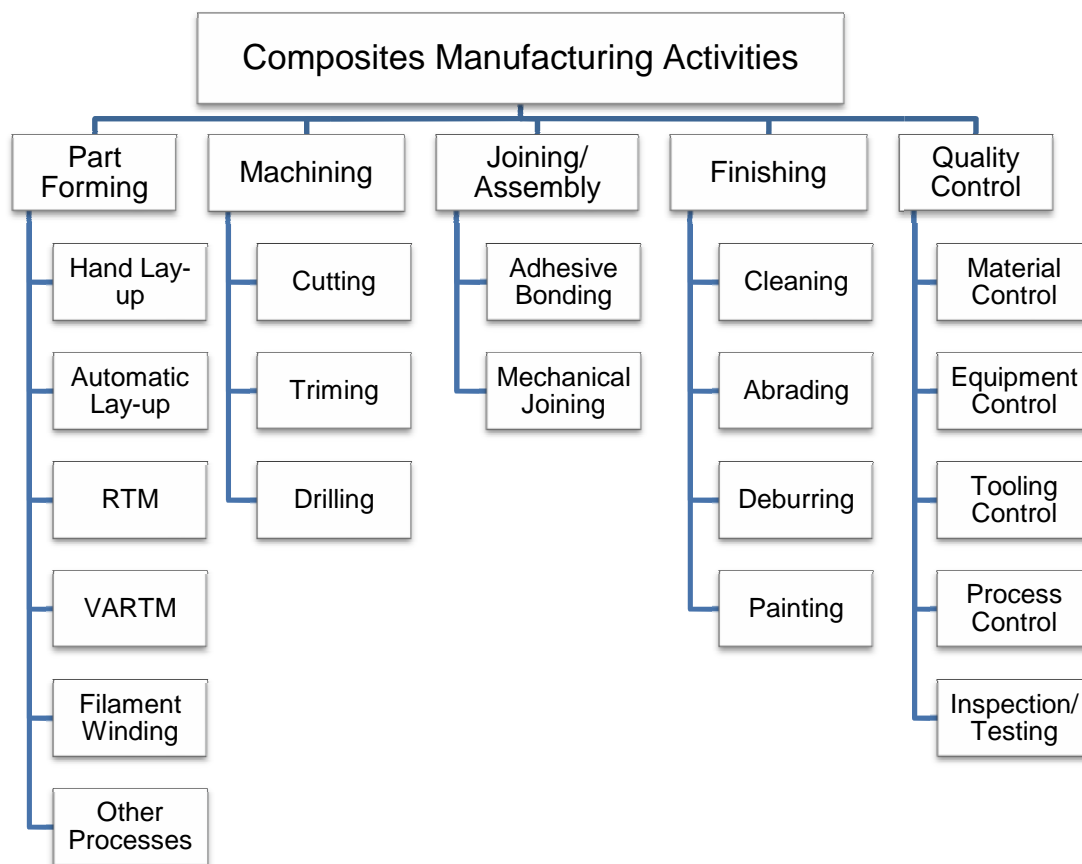 Composites Manufacturing Activities
Part
Forming
Hand Lay-
up
Automatic
Lay-up
RTM
VARTM
Filament
Winding
Other
Processes
Machining
Cutting
Triming
Drilling
Joining/
Assembly
Adhesive
Bonding
Mechanical
Joining
Finishing
Cleaning
Abrading
Deburring
Painting
Quality
Control
Material
Control
Equipment
Control
Tooling
Control
Process
Control
Inspection/
Testing